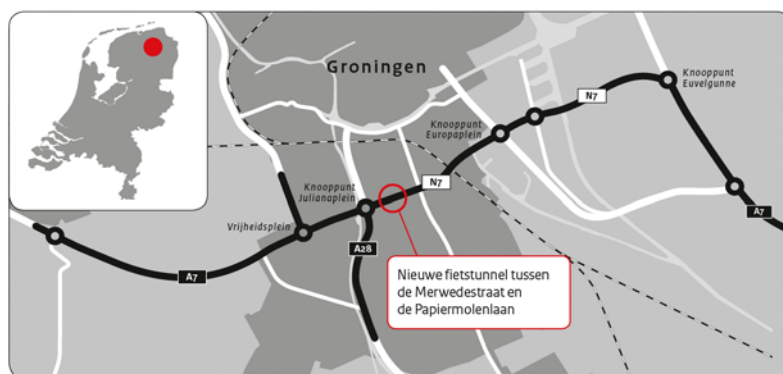 Groningen
Knooppunt
Euvelgunne
N7
Knooppunt
Europaplein
N7
Knooppunt
Julianaplein
Vrijheidsplein
A7
A28
A7
Nieuwe fietstunnel tussen
de Merwedestraat en
de Papiermolenlaan